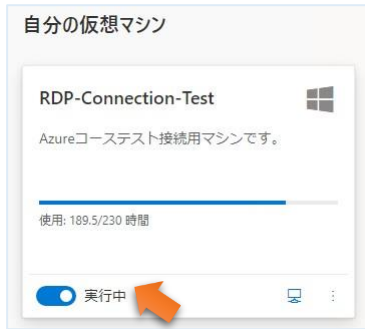 自分の仮想マシン
RDP-Connection-Test
Azureコーステスト接続用マシンです。
使用: 189.5/230 時間
実行中